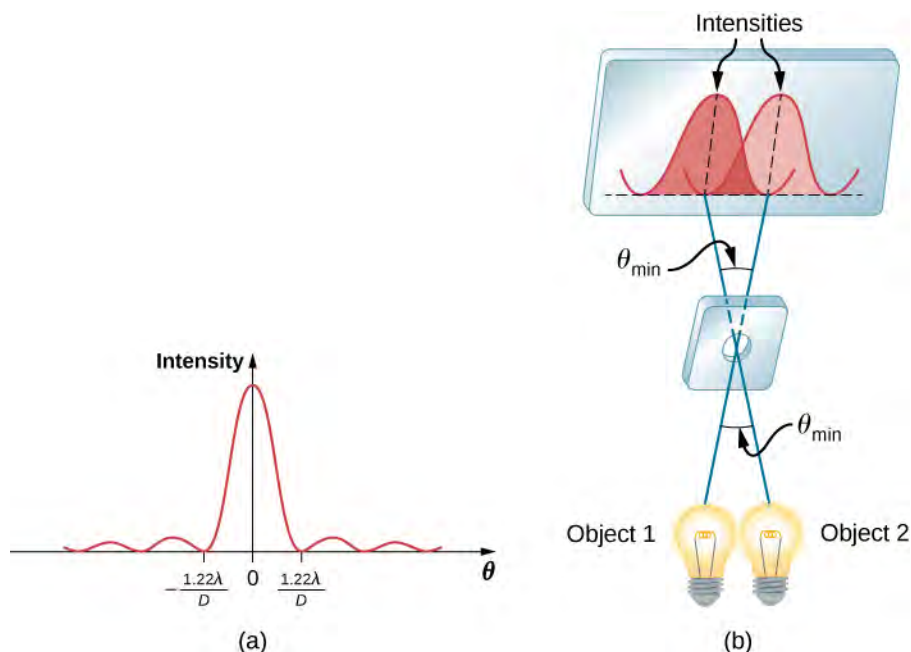 Intensities
θmin
Intensity
θmin
Object 1
Object 2
−1.22λ/D
0
1.22λ/D
θ
(a)
(b)